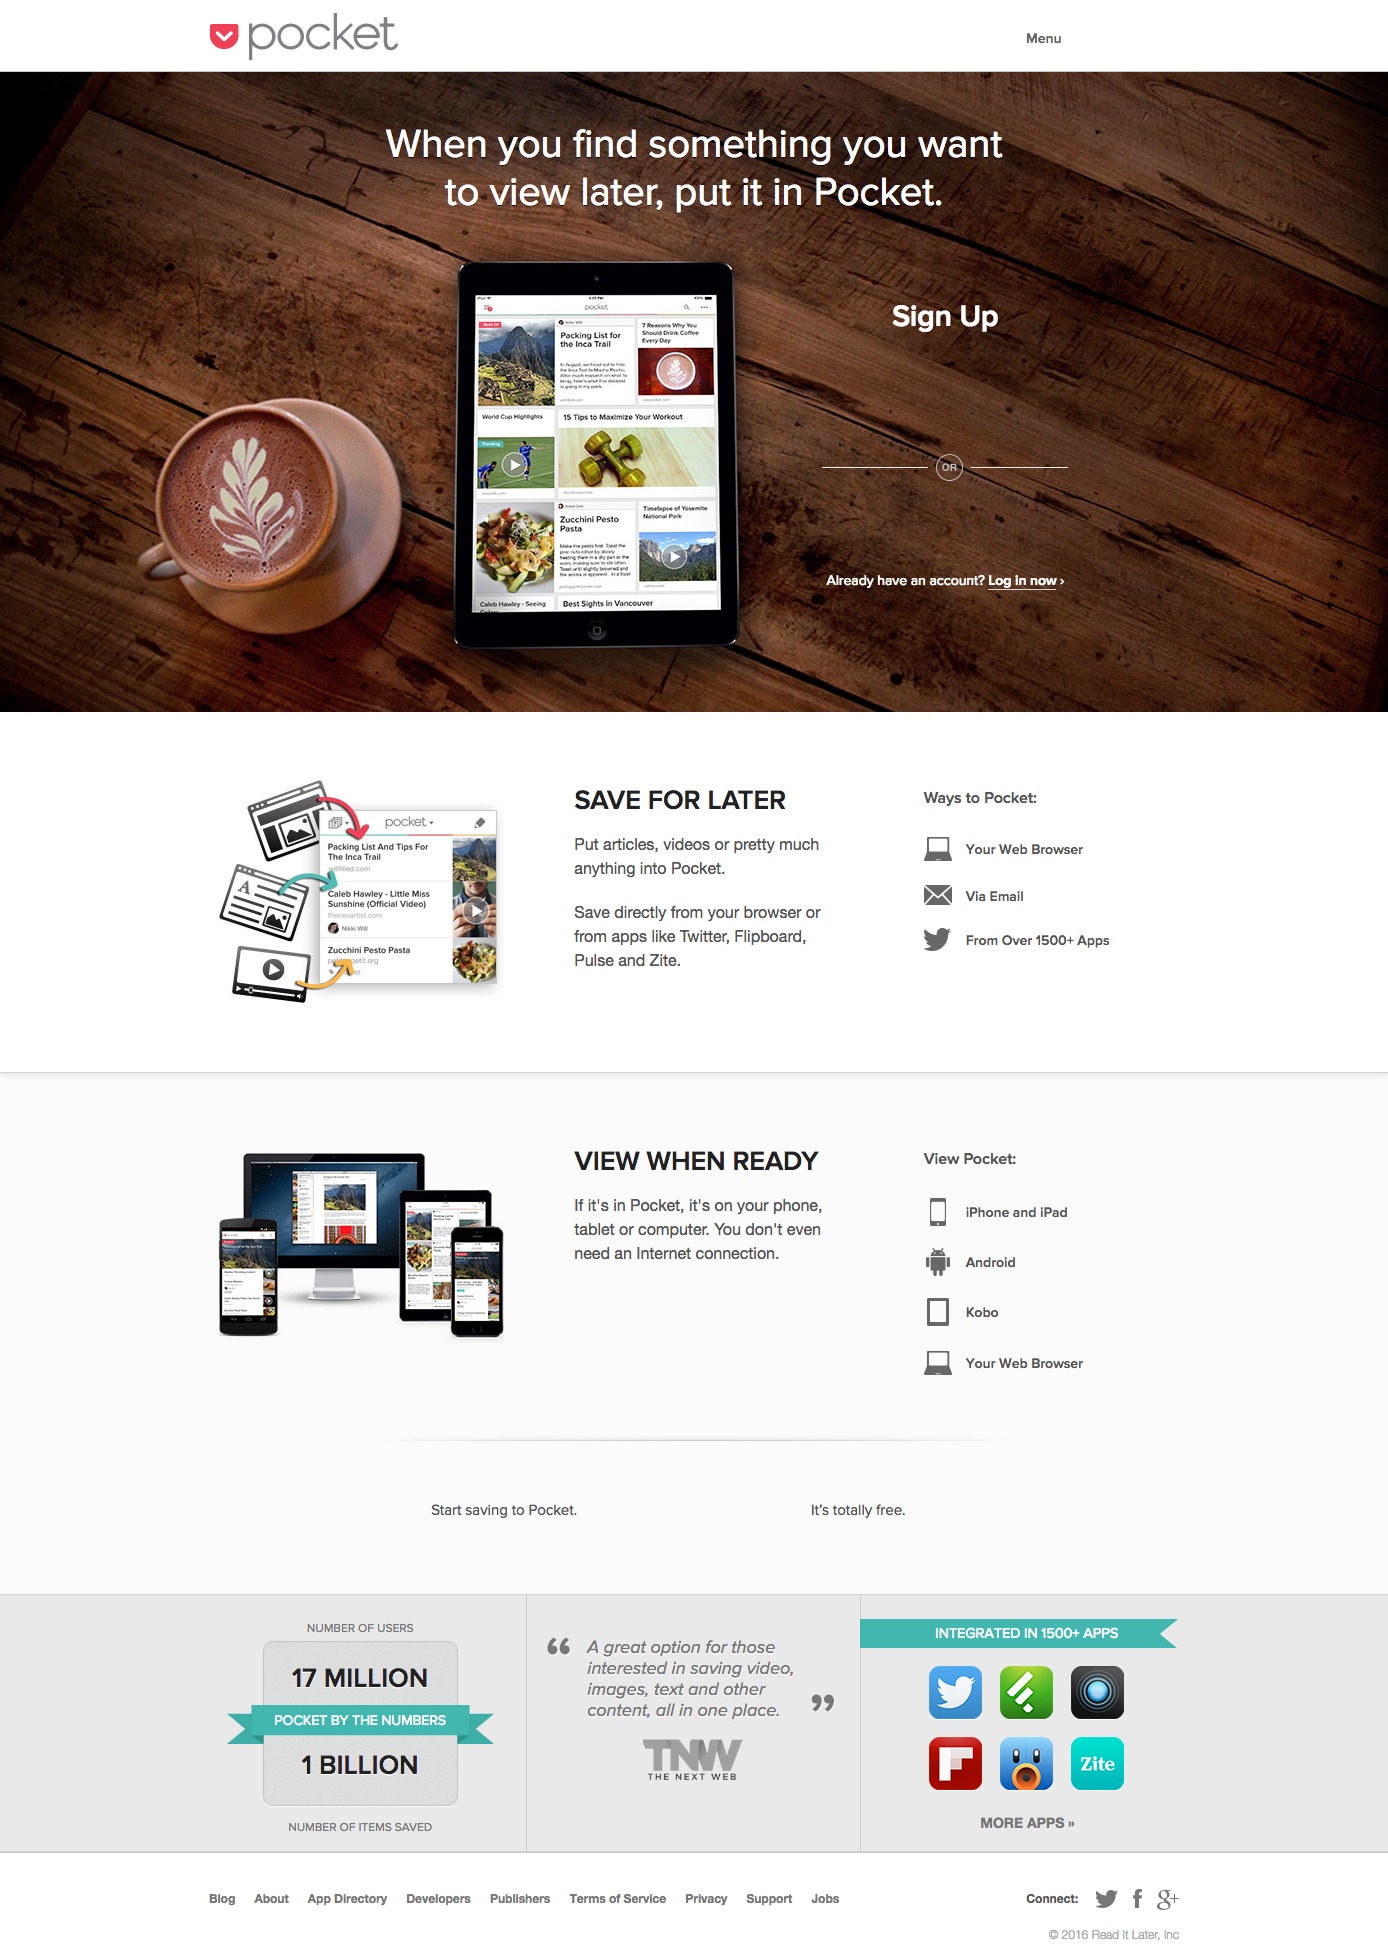 pocket
Menu
When you find something you want
to view later, put it in Pocket.
pocket
Packing List for
the Inca Trail
7 Reasons Why You
Should Drink Coffee
Every Day
World Cup Highlights
Trending
15 Tips to Maximize Your Workout
Zucchini Pesto
Pasta
Timelapse of Yosemite
National Park
Caleb Hawley - Seeing
Best Sights in Vancouver
Sign Up
OR
Already have an account? Log in now ›
SAVE FOR LATER
Put articles, videos or pretty much
anything into Pocket.
Save directly from your browser or
from apps like Twitter, Flipboard,
Pulse and Zite.
pocket
Packing List And Tips For
The Inca Trail
willfilled.com
A
Caleb Hawley - Little Miss
Sunshine (Official Video)
theceoartist.com
Nikki Will
Zucchini Pesto Pasta
Ways to Pocket:
Your Web Browser
Via Email
From Over 1500+ Apps
VIEW WHEN READY
If it's in Pocket, it's on your phone,
tablet or computer. You don't even
need an Internet connection.
View Pocket:
iPhone and iPad
Android
Kobo
Your Web Browser
Start saving to Pocket.
It's totally free.
NUMBER OF USERS
17 MILLION
POCKET BY THE NUMBERS
1 BILLION
NUMBER OF ITEMS SAVED
“ A great option for those
interested in saving video,
images, text and other
content, all in one place. ”
TNW
THE NEXT WEB
INTEGRATED IN 1500+ APPS
Zite
MORE APPS »
Blog About App Directory Developers Publishers Terms of Service Privacy Support Jobs
Connect: f g+
© 2016 Read It Later, Inc